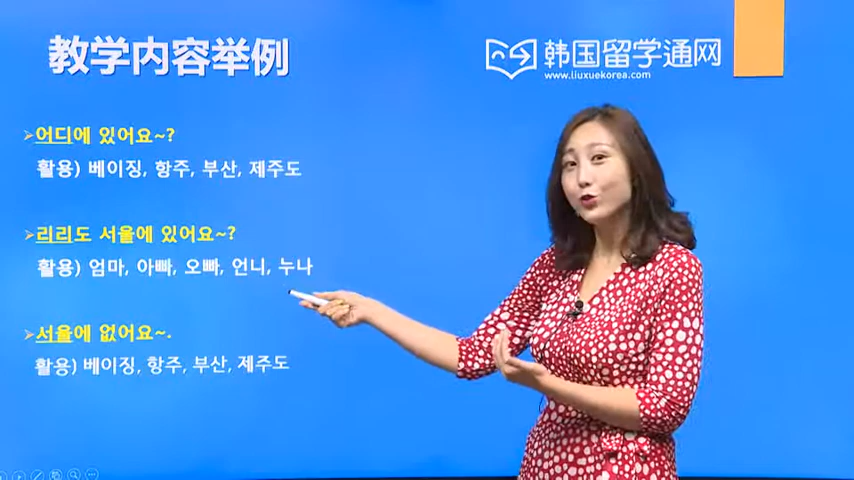 教学内容举例
韩国留学通网
www.liuxuekorea.com
➢어디에 있어요~?
활용) 베이징, 항주, 부산, 제주도
➢리리도 서울에 있어요~?
활용) 엄마, 아빠, 오빠, 언니, 누나
➢서울에 없어요~.
활용) 베이징, 항주, 부산, 제주도